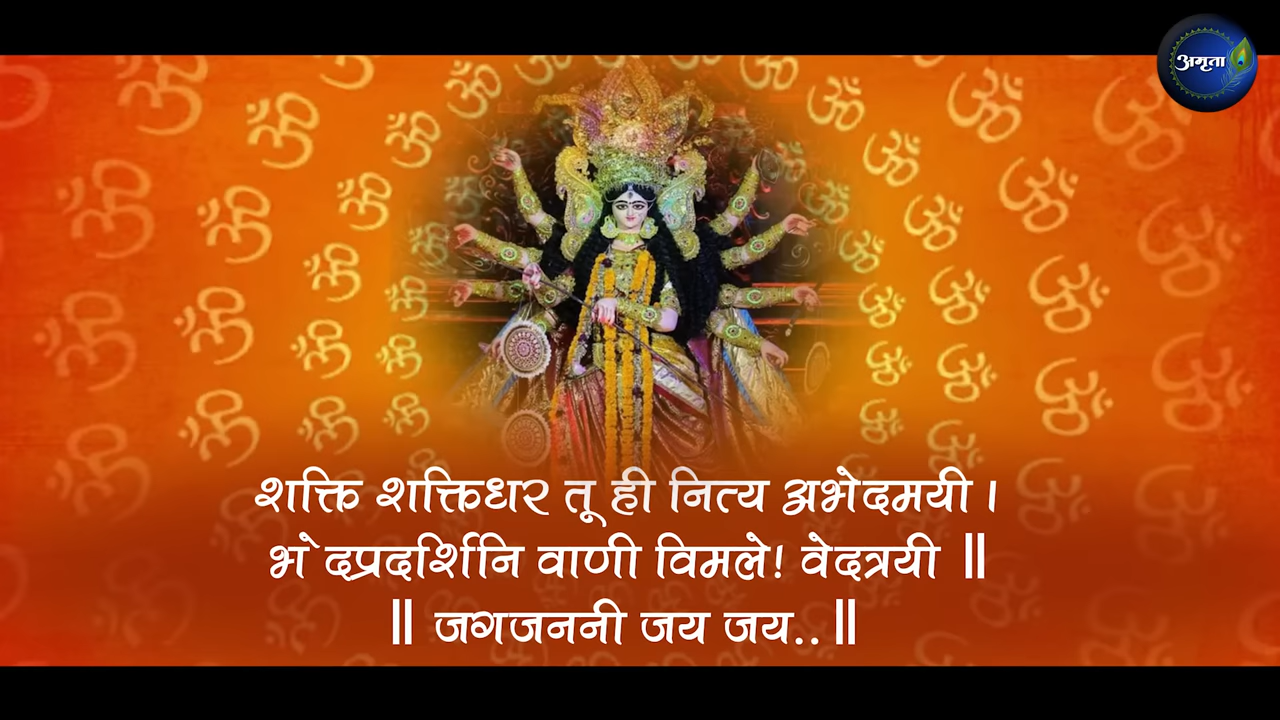 अमृता
शक्ति शक्तिधर तू ही नित्य अभेदमयी ।
भेदप्रदर्शिनि वाणी विमले! वेदत्रयी ॥
॥ जगजननी जय जय.. ॥